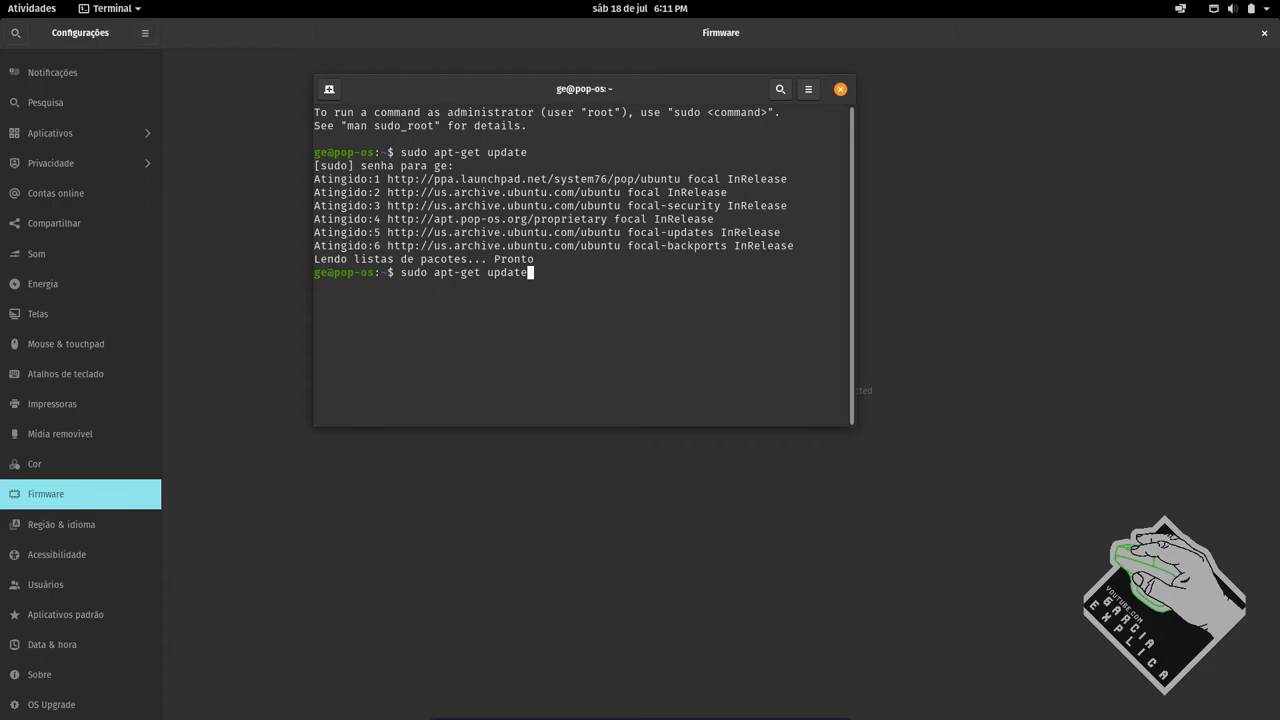 Atividades
Terminal
sáb 18 de jul 6:11 PM
Configurações
Firmware
Notificações
Pesquisa
Aplicativos
Privacidade
Contas online
Compartilhar
Som
Energia
Telas
Mouse & touchpad
Atalhos de teclado
Impressoras
Mídia removível
Cor
Firmware
Região & idioma
Acessibilidade
Usuários
Aplicativos padrão
Data & hora
Sobre
OS Upgrade
ge@pop-os: ~
To run a command as administrator (user "root"), use "sudo <command>".
See "man sudo_root" for details.
ge@pop-os:~$ sudo apt-get update
[sudo] senha para ge:
Atingido:1 http://ppa.launchpad.net/system76/pop/ubuntu focal InRelease
Atingido:2 http://us.archive.ubuntu.com/ubuntu focal InRelease
Atingido:3 http://us.archive.ubuntu.com/ubuntu focal-security InRelease
Atingido:4 http://apt.pop-os.org/proprietary focal InRelease
Atingido:5 http://us.archive.ubuntu.com/ubuntu focal-updates InRelease
Atingido:6 http://us.archive.ubuntu.com/ubuntu focal-backports InRelease
Lendo listas de pacotes... Pronto
ge@pop-os:~$ sudo apt-get update
cted
YOUTUBE.COM
GARCIA
EXPLICA